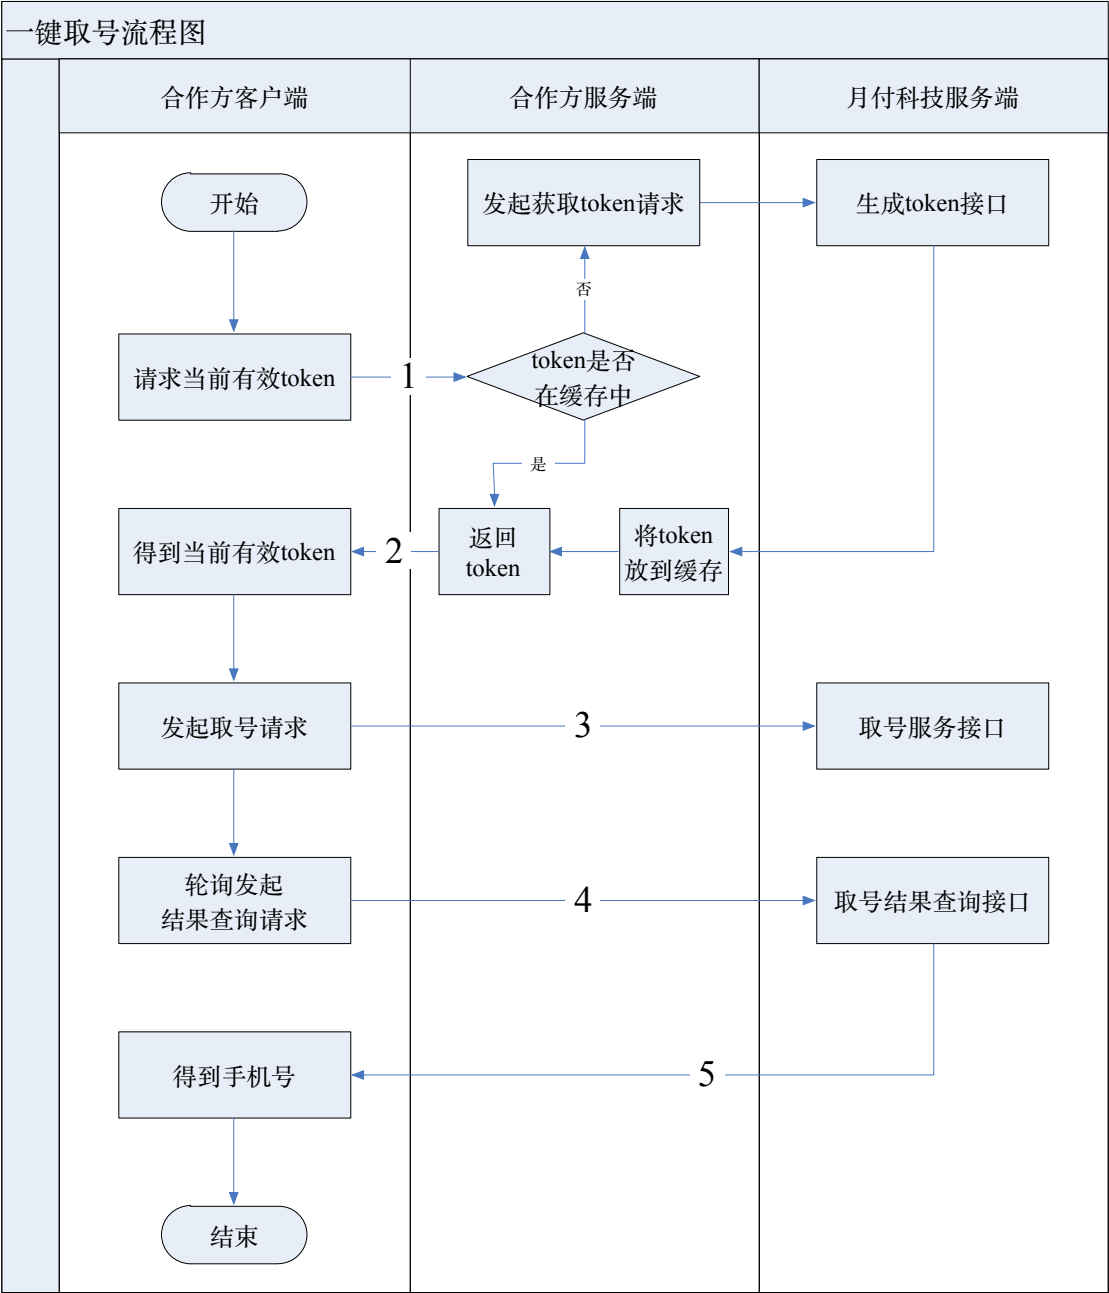 一键取号流程图
合作方客户端
合作方服务端
月付科技服务端
开始
发起获取token请求
生成token接口
否
请求当前有效token
1
token是否
在缓存中
是
得到当前有效token
2
返回
token
将token
放到缓存
发起取号请求
3
取号服务接口
轮询发起
结果查询请求
4
取号结果查询接口
得到手机号
5
结束